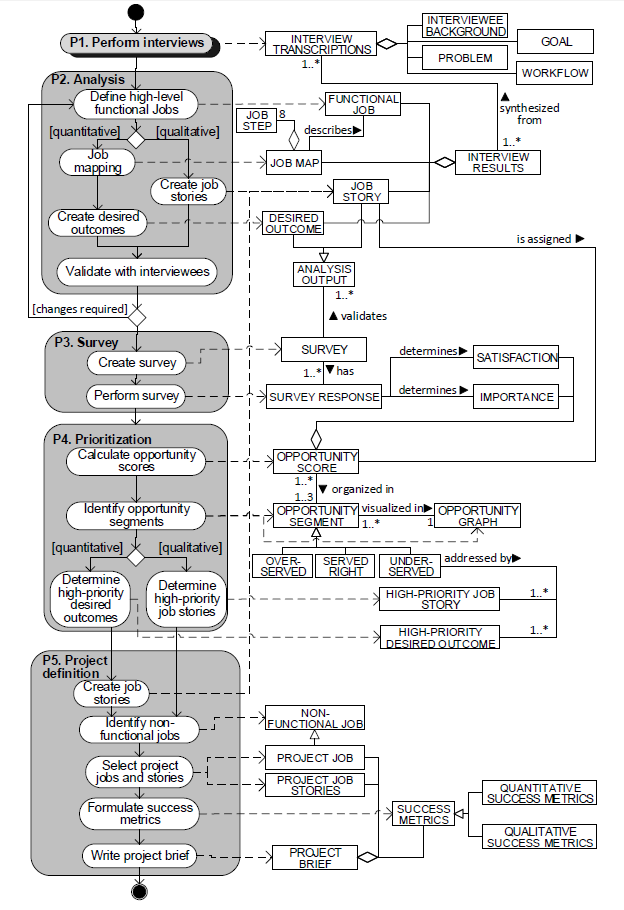 P1. Perform interviews
INTERVIEW
TRANSCRIPTIONS
INTERVIEWEE
BACKGROUND
GOAL
PROBLEM
WORKFLOW
1..*
P2. Analysis
Define high-level
functional Jobs
FUNCTIONAL
JOB
JOB
STEP
8
describes▶
▲
synthesized
from
[quantitative]
[qualitative]
Job
mapping
JOB MAP
1..*
INTERVIEW
RESULTS
Create job
stories
JOB
STORY
Create desired
outcomes
DESIRED
OUTCOME
is assigned ▶
Validate with interviewees
ANALYSIS
OUTPUT
1..*
[changes required]
▲ validates
P3. Survey
Create survey
SURVEY
determines▶
SATISFACTION
1..*
▼ has
Perform survey
SURVEY RESPONSE
determines▶
IMPORTANCE
P4. Prioritization
Calculate opportunity
scores
OPPORTUNITY
SCORE
1..*
▼ organized in
1..3
Identify opportunity
segments
OPPORTUNITY
SEGMENT
visualized in▶
1..*
1
OPPORTUNITY
GRAPH
[quantitative]
[qualitative]
OVER-
SERVED
SERVED
RIGHT
UNDER-
SERVED
addressed by▶
Determine
high-priority
desired
outcomes
Determine
high-priority
job stories
HIGH-PRIORITY JOB
STORY
1..*
HIGH-PRIORITY
DESIRED OUTCOME
1..*
P5. Project
definition
Create job
stories
Identify non-
functional jobs
NON-
FUNCTIONAL JOB
Select project
jobs and stories
PROJECT JOB
PROJECT JOB
STORIES
Formulate success
metrics
SUCCESS
METRICS
QUANTITATIVE
SUCCESS METRICS
QUALITATIVE
SUCCESS METRICS
Write project brief
PROJECT
BRIEF